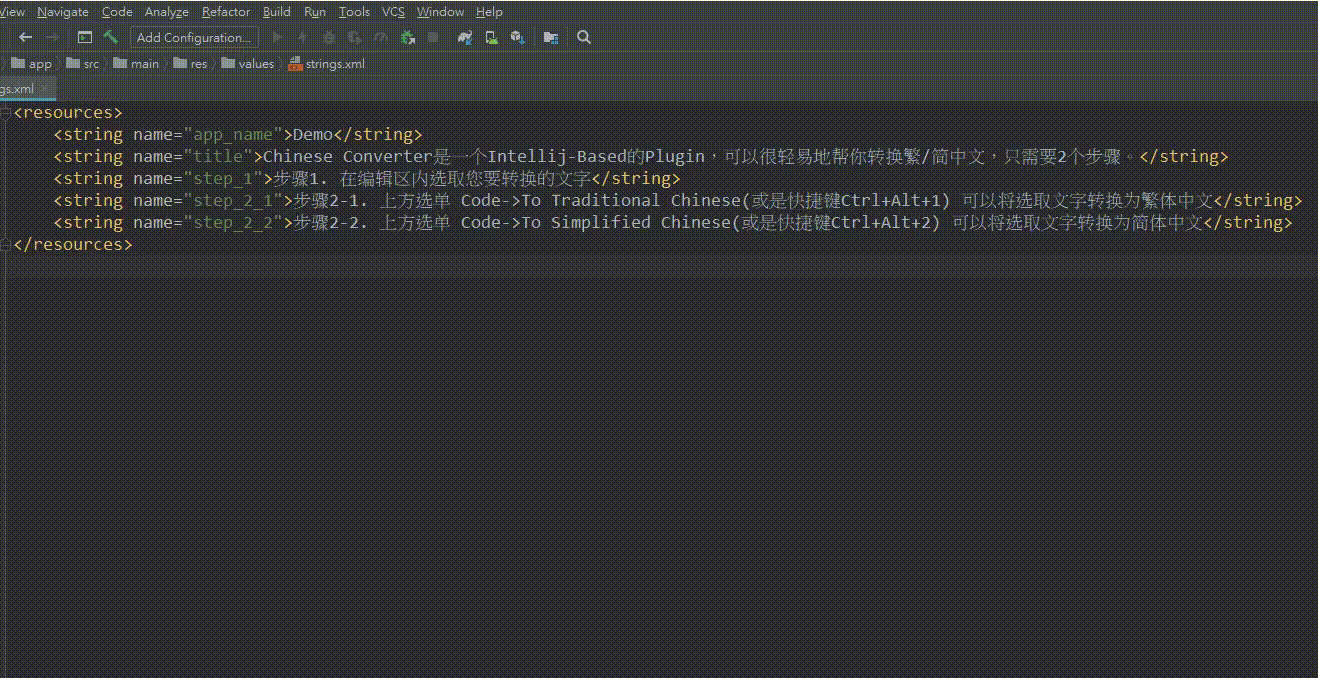 View Navigate Code Analyze Refactor Build Run Tools VCS Window Help
Add Configuration...
app src main res values strings.xml
gs.xml
<resources>
    <string name="app_name">Demo</string>
    <string name="title">Chinese Converter是一个Intellij-Based的Plugin，可以很轻易地帮你转换繁/简中文，只需要2个步骤。</string>
    <string name="step_1">步骤1. 在编辑区内选取您要转换的文字</string>
    <string name="step_2_1">步骤2-1. 上方选单 Code->To Traditional Chinese(或是快捷键Ctrl+Alt+1) 可以将选取文字转换为繁体中文</string>
    <string name="step_2_2">步骤2-2. 上方选单 Code->To Simplified Chinese(或是快捷键Ctrl+Alt+2) 可以将选取文字转换为简体中文</string>
</resources>